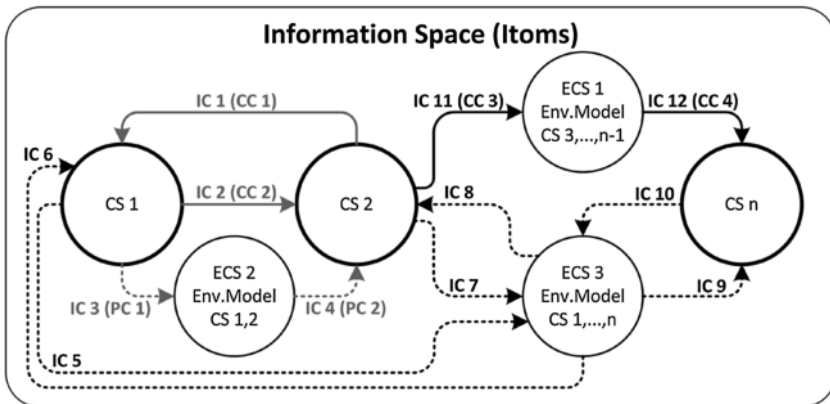 Information Space (Itoms)
IC 1 (CC 1)
IC 11 (CC 3)
ECS 1
Env.Model
CS 3,...,n-1
IC 12 (CC 4)
IC 6
CS 1
IC 2 (CC 2)
CS 2
IC 8
IC 10
CS n
IC 3 (PC 1)
ECS 2
Env.Model
CS 1,2
IC 4 (PC 2)
IC 7
ECS 3
Env.Model
CS 1,...,n
IC 9
IC 5